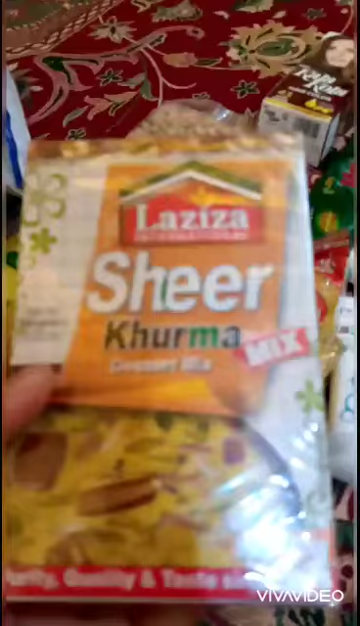 Laziza
INTERNATIONAL
Sheer
Khurma
MIX
Dessert Mix
Purity, Quality & Taste
VIVAVIDEO